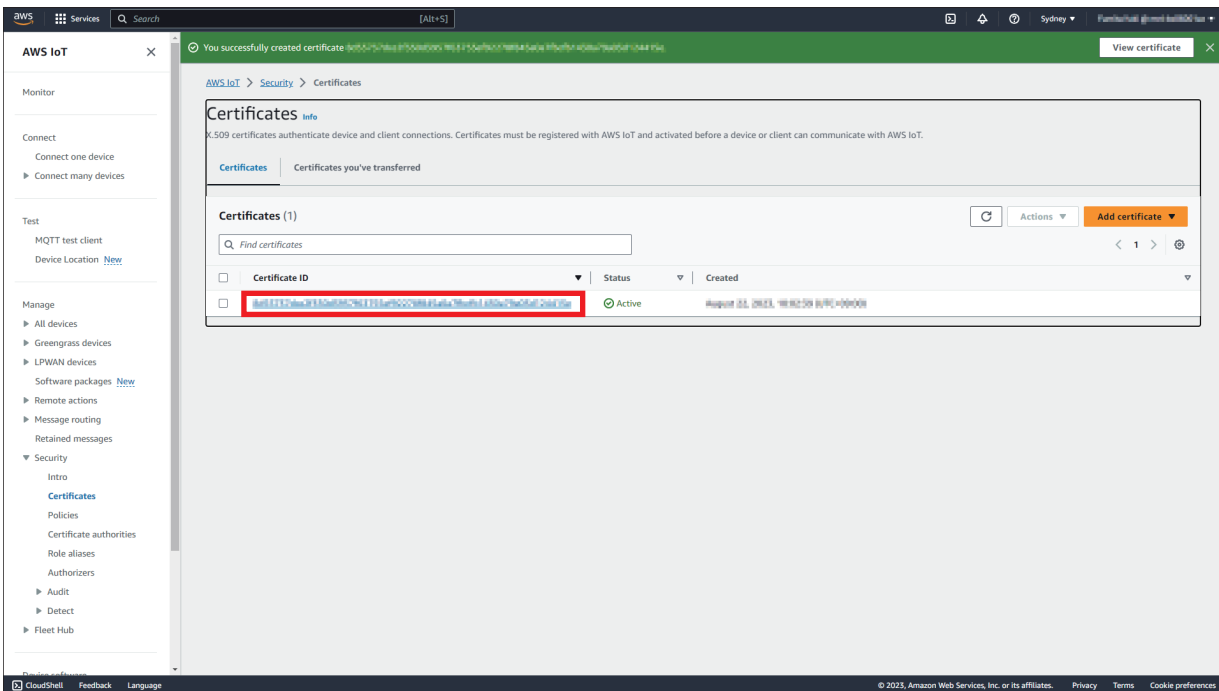 aws Services Search [Alt+S] Sydney
AWS IoT
Monitor
Connect
Connect one device
Connect many devices
Test
MQTT test client
Device Location New
Manage
All devices
Greengrass devices
LPWAN devices
Software packages New
Remote actions
Message routing
Retained messages
Security
Intro
Certificates
Policies
Certificate authorities
Role aliases
Authorizers
Audit
Detect
Fleet Hub
Device software
You successfully created certificate
View certificate
AWS IoT > Security > Certificates
Certificates Info
X.509 certificates authenticate device and client connections. Certificates must be registered with AWS IoT and activated before a device or client can communicate with AWS IoT.
Certificates Certificates you've transferred
Certificates (1) Actions Add certificate
Find certificates 1
Certificate ID Status Created
Active
CloudShell Feedback Language © 2023, Amazon Web Services, Inc. or its affiliates. Privacy Terms Cookie preferences